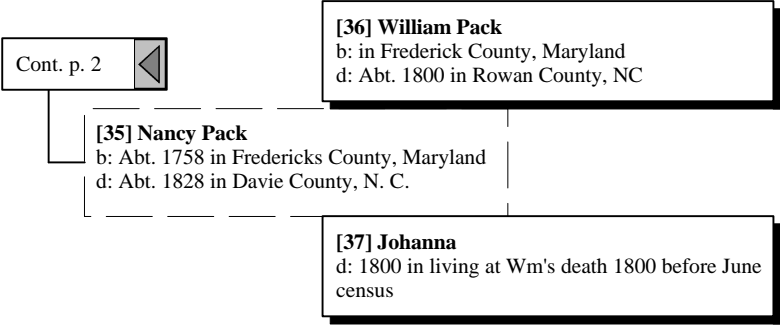 [36] William Pack
b: in Frederick County, Maryland
d: Abt. 1800 in Rowan County, NC
Cont. p. 2
[35] Nancy Pack
b: Abt. 1758 in Fredericks County, Maryland
d: Abt. 1828 in Davie County, N. C.
[37] Johanna
d: 1800 in living at Wm's death 1800 before June
census